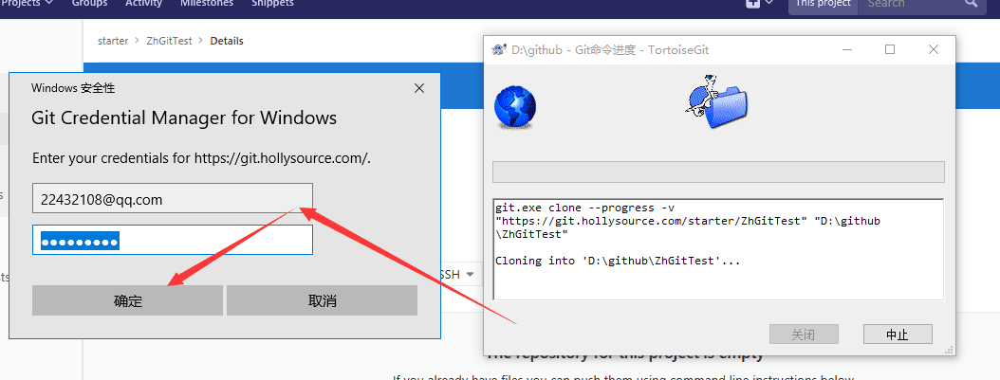 Projects
Groups
Activity
Milestones
Snippets
This project
Search
starter > ZhGitTest > Details
Windows 安全性
Git Credential Manager for Windows
Enter your credentials for https://git.hollysource.com/.
22432108@qq.com
●●●●●●●●●
确定
取消
SSH
D:\github - Git命令进度 - TortoiseGit
git.exe clone --progress -v
"https://git.hollysource.com/starter/ZhGitTest" "D:\github
\ZhGitTest"
Cloning into 'D:\github\ZhGitTest'...
关闭
中止
The repository for this project is empty
If you already have files you can push them using command line instructions below.